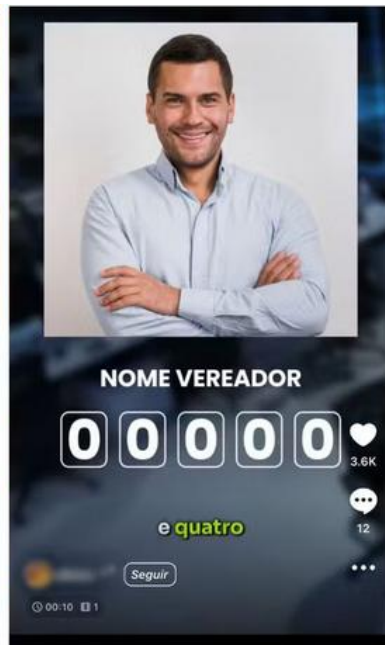 NOME VEREADOR
0 0 0 0 0
3.6K
e quatro
12
Seguir
00:10 1